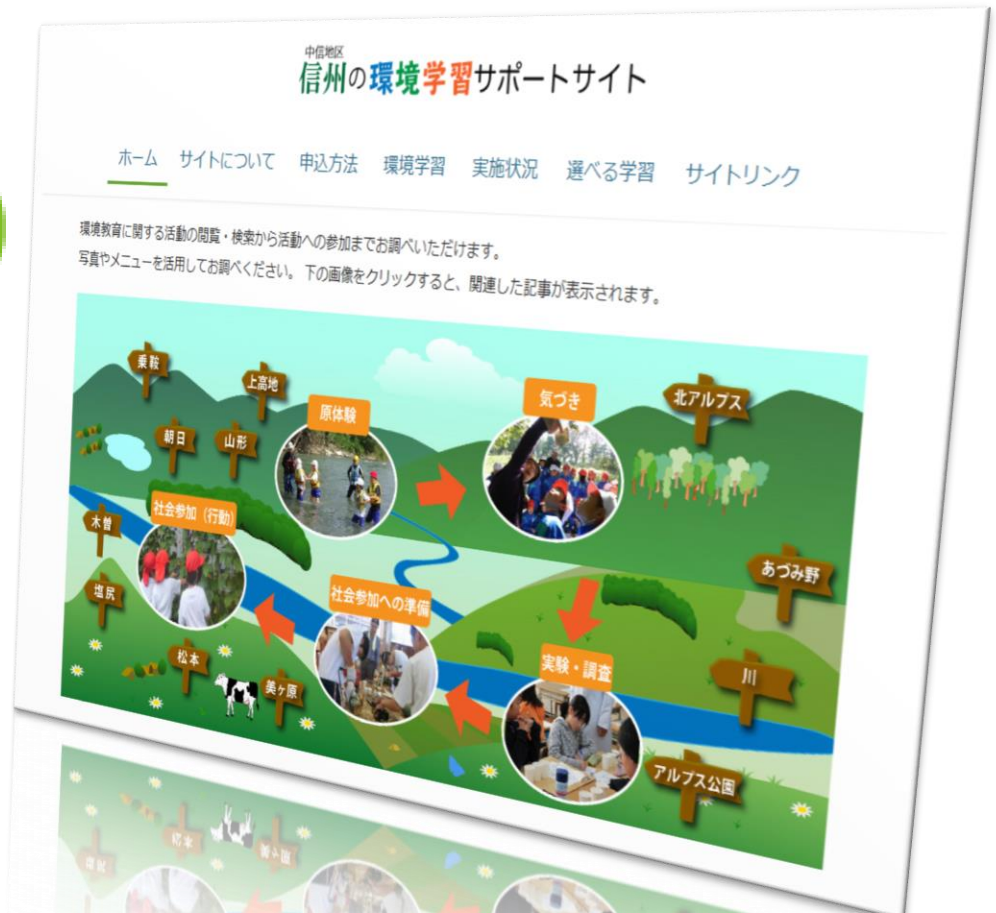 中信地区
信州の環境学習サポートサイト
ホーム サイトについて 申込方法 環境学習 実施状況 選べる学習 サイトリンク
環境教育に関する活動の閲覧・検索から活動への参加までお調べいただけます。
写真やメニューを活用してお調べください。 下の画像をクリックすると、関連した記事が表示されます。
乗鞍
上高地
原体験
気づき
北アルプス
朝日
山形
社会参加(行動)
木曽
あづみ野
塩尻
社会参加への準備
実験・調査
松本
美ヶ原
川
アルプス公園